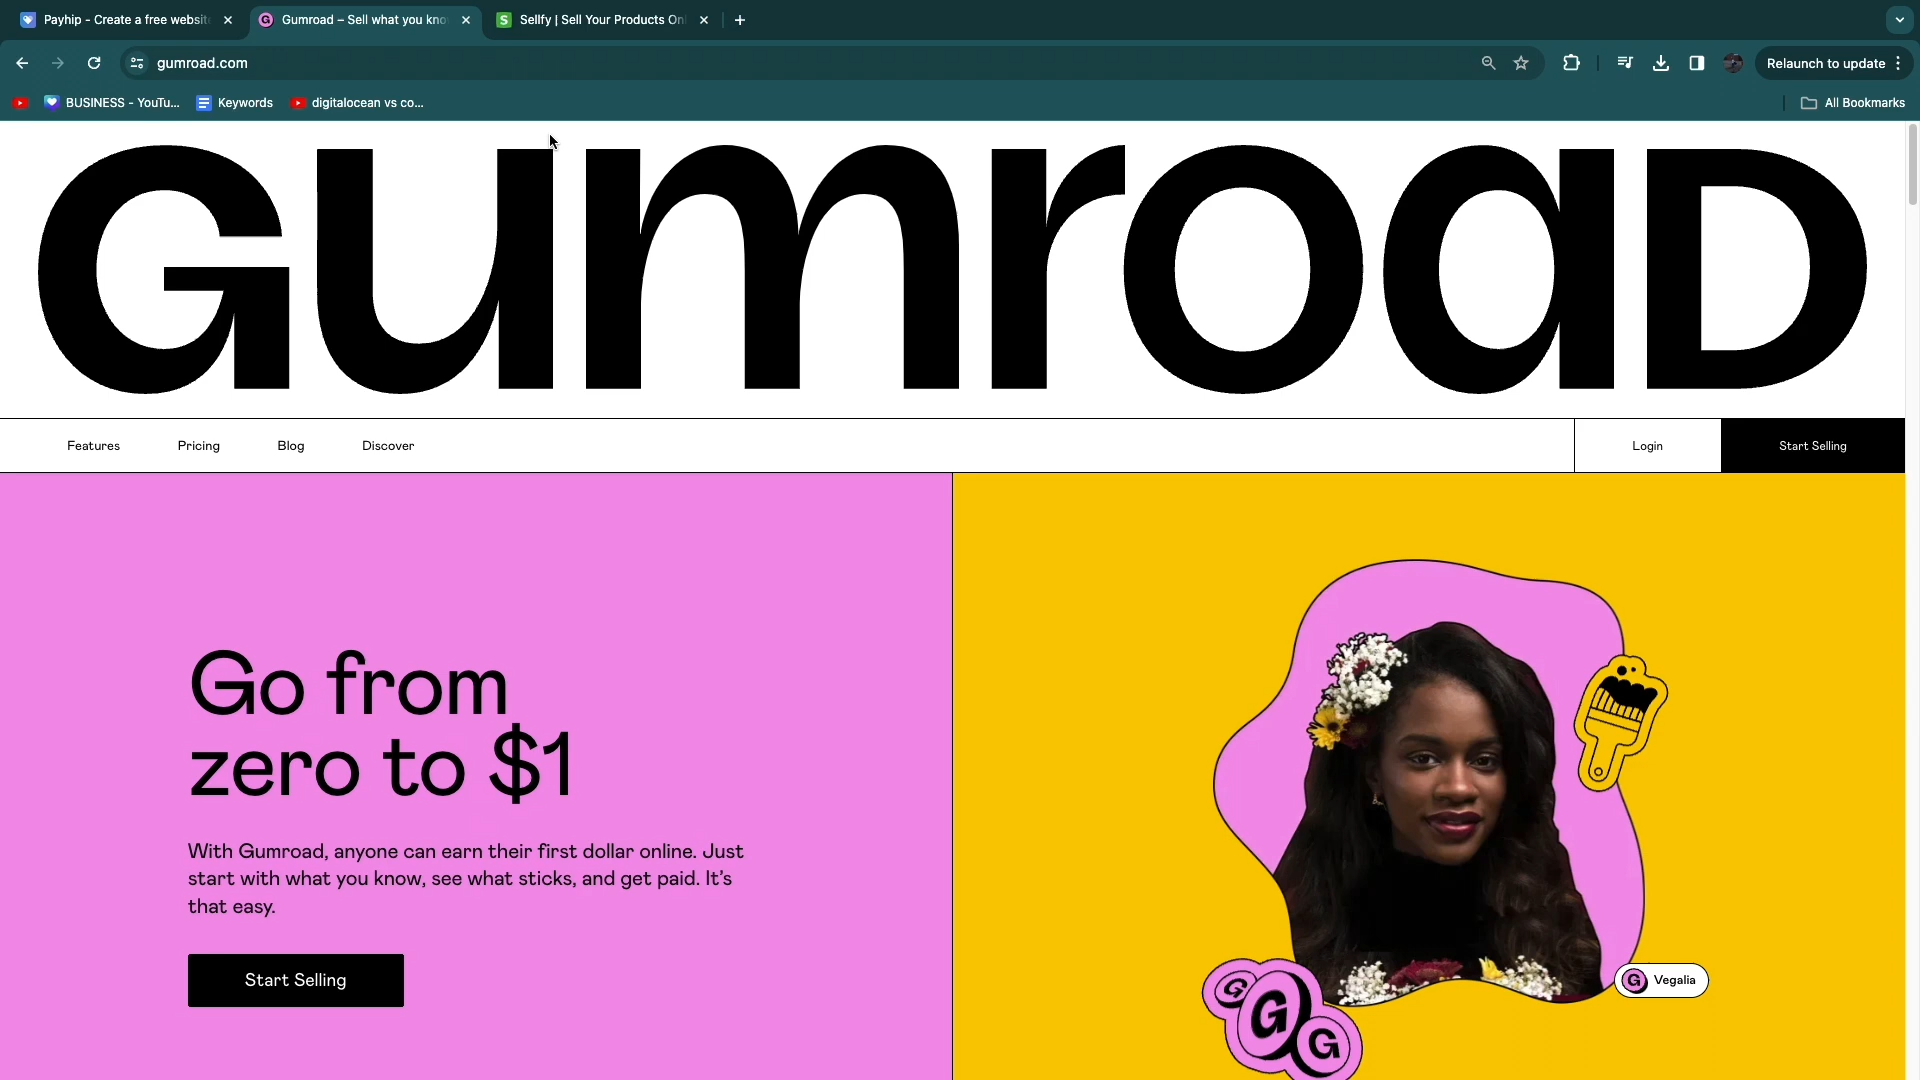 Payhip - Create a free website
Gumroad – Sell what you kno
Sellfy | Sell Your Products Onl
gumroad.com
Relaunch to update
BUSINESS - YouTu...
Keywords
digitalocean vs co...
All Bookmarks
Gumroad
Features
Pricing
Blog
Discover
Login
Start Selling
Go from
zero to $1
With Gumroad, anyone can earn their first dollar online. Just
start with what you know, see what sticks, and get paid. It's
that easy.
Start Selling
G Vegalia
G G G